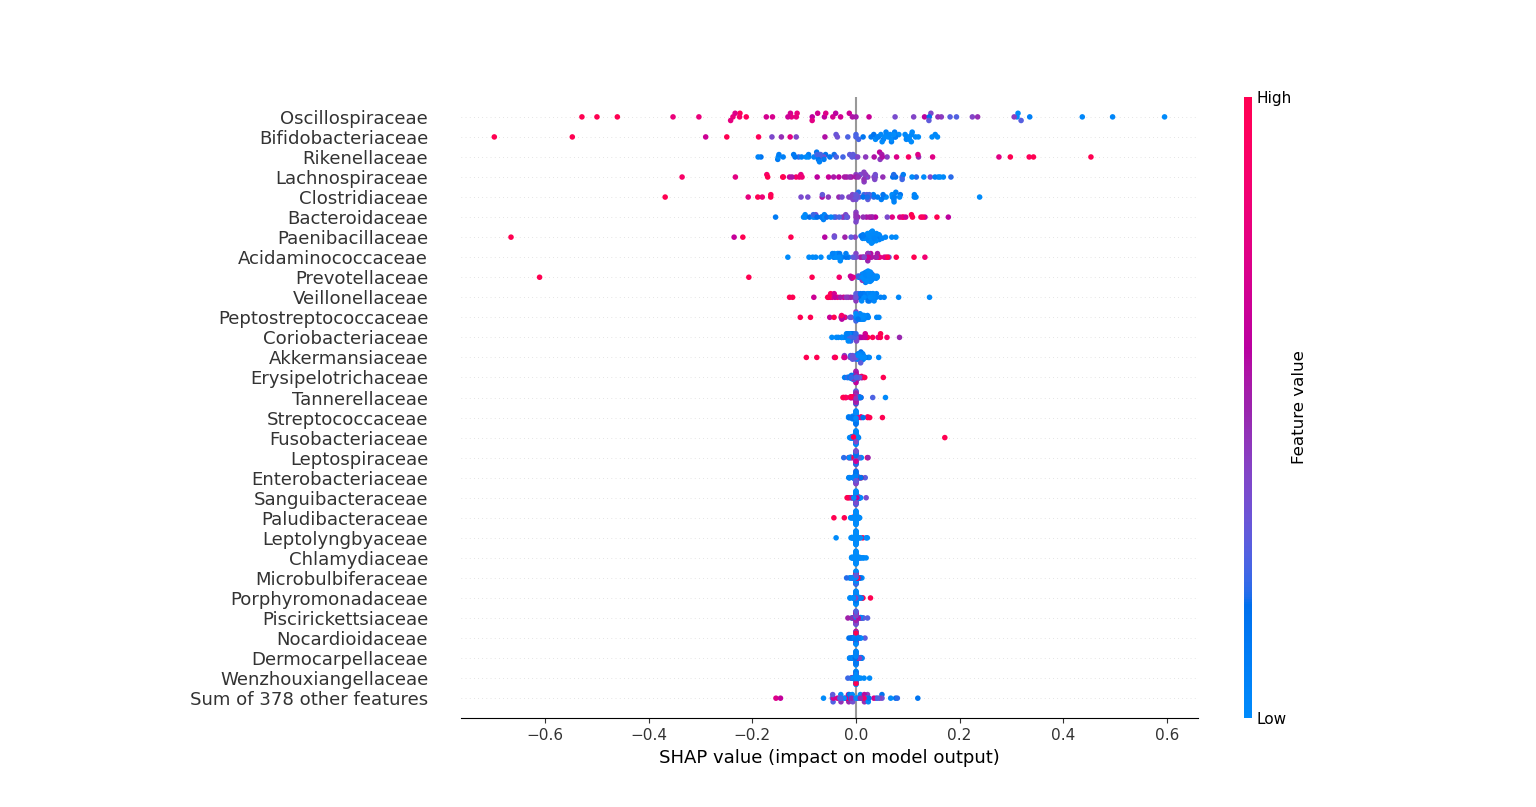 Oscillospiraceae
Bifidobacteriaceae
Rikenellaceae
Lachnospiraceae
Clostridiaceae
Bacteroidaceae
Paenibacillaceae
Acidaminococcaceae
Prevotellaceae
Veillonellaceae
Peptostreptococcaceae
Coriobacteriaceae
Akkermansiaceae
Erysipelotrichaceae
Tannerellaceae
Streptococcaceae
Fusobacteriaceae
Leptospiraceae
Enterobacteriaceae
Sanguibacteraceae
Paludibacteraceae
Leptolyngbyaceae
Chlamydiaceae
Microbulbiferaceae
Porphyromonadaceae
Piscirickettsiaceae
Nocardioidaceae
Dermocarpellaceae
Wenzhouxiangellaceae
Sum of 378 other features
−0.6 −0.4 −0.2 0.0 0.2 0.4 0.6
SHAP value (impact on model output)
High
Feature value
Low